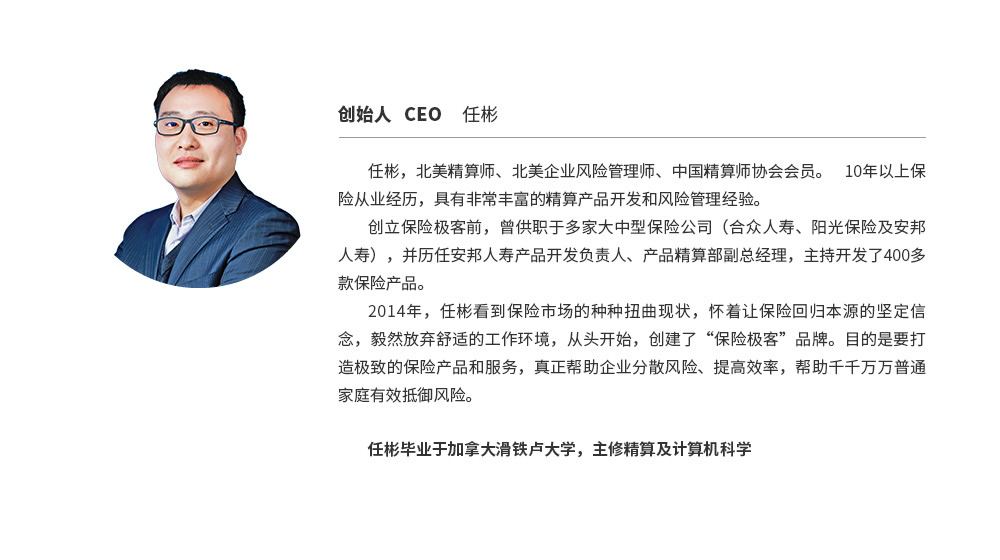 创始人 CEO 任彬
任彬，北美精算师、北美企业风险管理师、中国精算师协会会员。 10年以上保
险从业经历，具有非常丰富的精算产品开发和风险管理经验。
创立保险极客前，曾供职于多家大中型保险公司（合众人寿、阳光保险及安邦
人寿），并历任安邦人寿产品开发负责人、产品精算部副总经理，主持开发了400多
款保险产品。
2014年，任彬看到保险市场的种种扭曲现状，怀着让保险回归本源的坚定信
念，毅然放弃舒适的工作环境，从头开始，创建了“保险极客”品牌。目的是要打
造极致的保险产品和服务，真正帮助企业分散风险、提高效率，帮助千千万万普通
家庭有效抵御风险。
任彬毕业于加拿大滑铁卢大学，主修精算及计算机科学